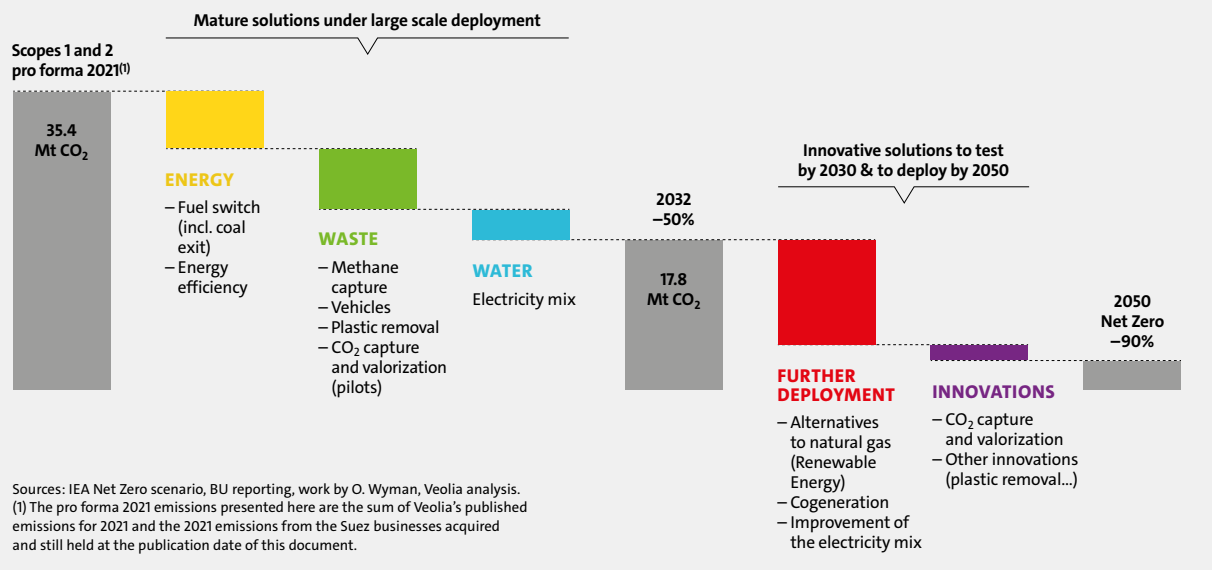 Mature solutions under large scale deployment
Scopes 1 and 2
pro forma 2021(1)
35.4
Mt CO₂
ENERGY
– Fuel switch
(incl. coal
exit)
– Energy
efficiency
WASTE
– Methane
capture
– Vehicles
– Plastic removal
– CO₂ capture
and valorization
(pilots)
WATER
Electricity mix
2032
–50%
17.8
Mt CO₂
Innovative solutions to test
by 2030 & to deploy by 2050
FURTHER
DEPLOYMENT
– Alternatives
to natural gas
(Renewable
Energy)
– Cogeneration
– Improvement of
the electricity mix
INNOVATIONS
– CO₂ capture
and valorization
– Other innovations
(plastic removal...)
2050
Net Zero
–90%
Sources: IEA Net Zero scenario, BU reporting, work by O. Wyman, Veolia analysis.
(1) The pro forma 2021 emissions presented here are the sum of Veolia's published
emissions for 2021 and the 2021 emissions from the Suez businesses acquired
and still held at the publication date of this document.